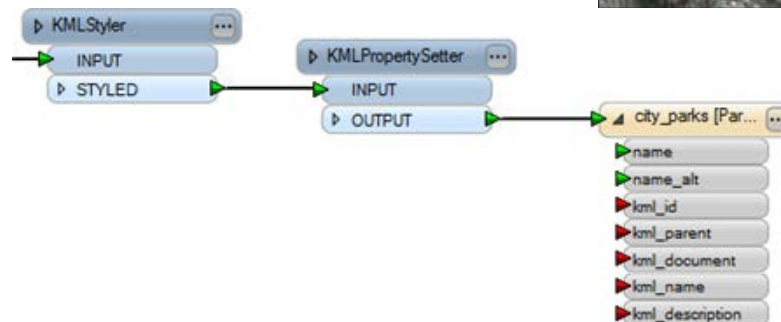 KMLStyler
INPUT
STYLED
KMLPropertySetter
INPUT
OUTPUT
city_parks [Par...
name
name_alt
kml_id
kml_parent
kml_document
kml_name
kml_description